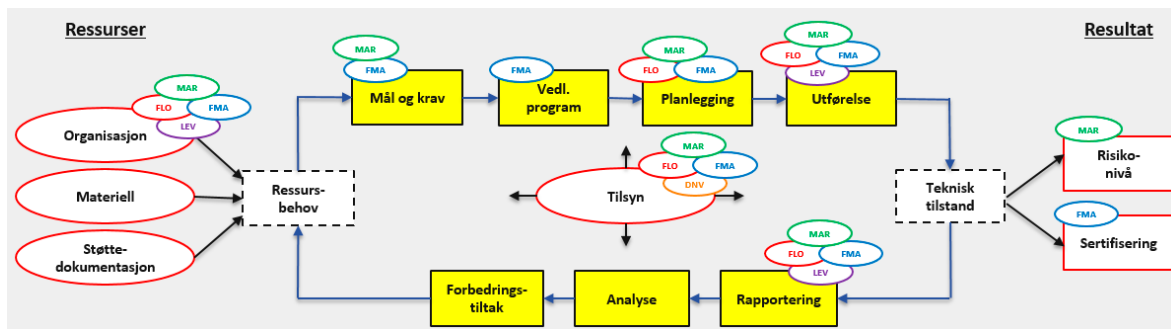 Ressurser
Resultat
MAR
FLO
FMA
LEV
Organisasjon
Materiell
Støtte-
dokumentasjon
Ressurs-
behov
MAR
FMA
Mål og krav
FMA
Vedl.
program
MAR
FLO
FMA
Planlegging
MAR
FLO
FMA
LEV
Utførelse
MAR
FLO
FMA
DNV
Tilsyn
Teknisk
tilstand
MAR
Risiko-
nivå
FMA
Sertifisering
MAR
FLO
FMA
LEV
Rapportering
Analyse
Forbedrings-
tiltak